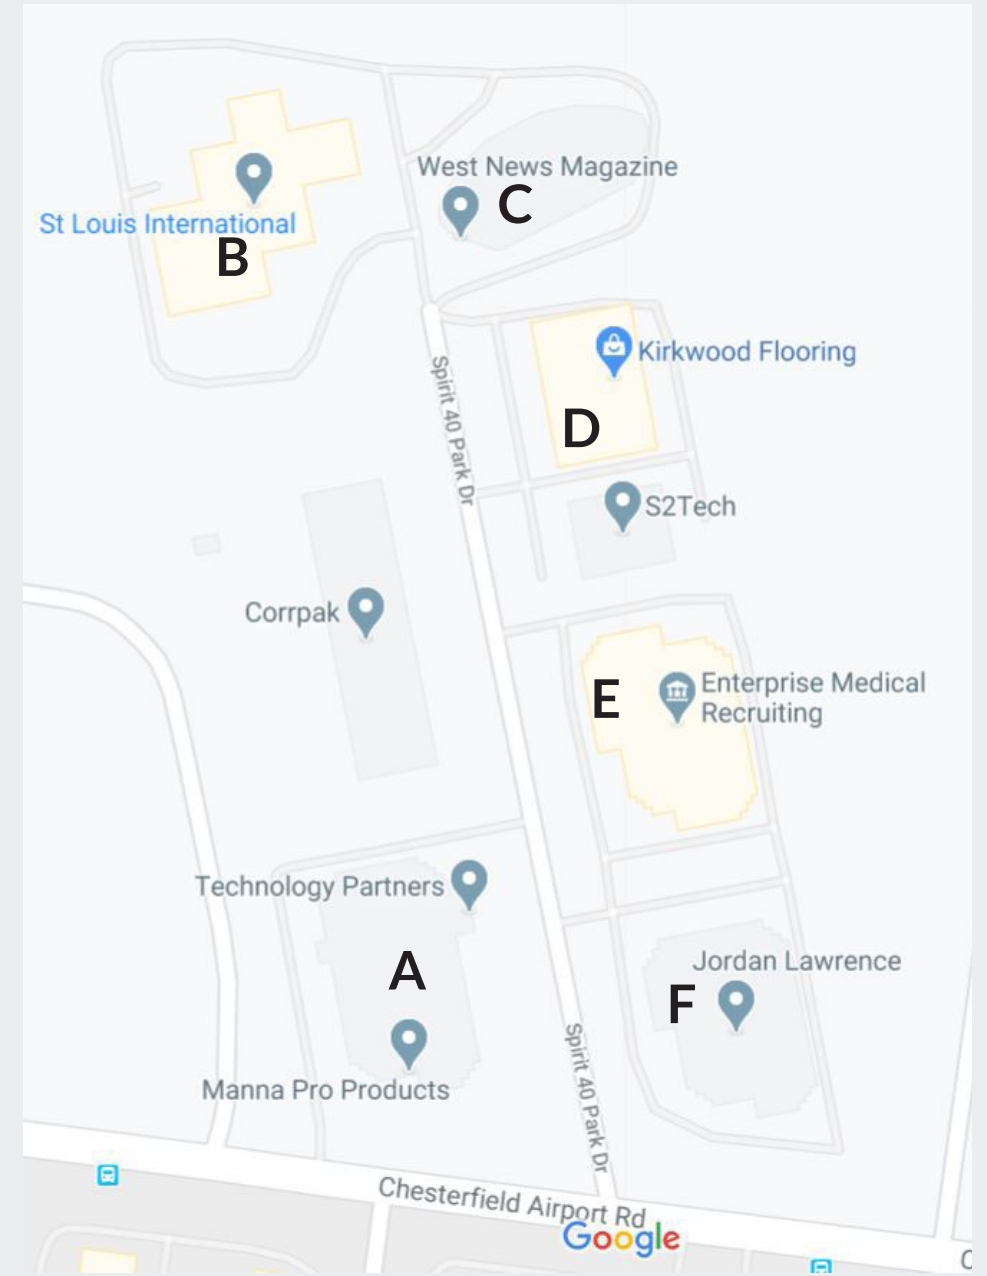 West News Magazine
C
St Louis International
B
Kirkwood Flooring
Spirit 40 Park Dr
D
S2Tech
Corrpak
E
Enterprise Medical
Recruiting
Technology Partners
A
Jordan Lawrence
F
Manna Pro Products
Spirit 40 Park Dr
Chesterfield Airport Rd
Google